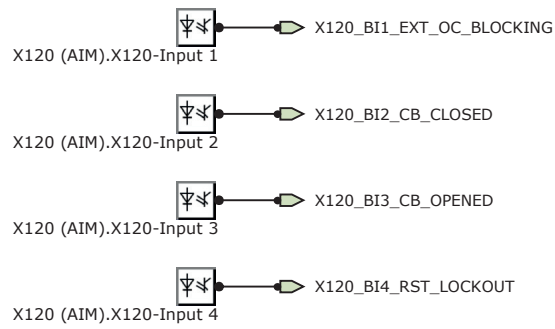 X120_BI1_EXT_OC_BLOCKING
X120 (AIM).X120-Input 1
X120_BI2_CB_CLOSED
X120 (AIM).X120-Input 2
X120_BI3_CB_OPENED
X120 (AIM).X120-Input 3
X120_BI4_RST_LOCKOUT
X120 (AIM).X120-Input 4